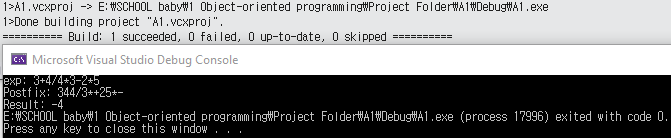 1>A1.vcxproj -> E:₩SCHOOL baby₩1 Object-oriented programming₩Project Folder₩A1₩Debug₩A1.exe
1>Done building project "A1.vcxproj".
========== Build: 1 succeeded, 0 failed, 0 up-to-date, 0 skipped ==========
Microsoft Visual Studio Debug Console
exp: 3+4/4*3-2*5
Postfix: 344/3*+25*-
Result: -4
E:₩SCHOOL baby₩1 Object-oriented programming₩Project Folder₩A1₩Debug₩A1.exe (process 17996) exited with code 0.
Press any key to close this window . . .